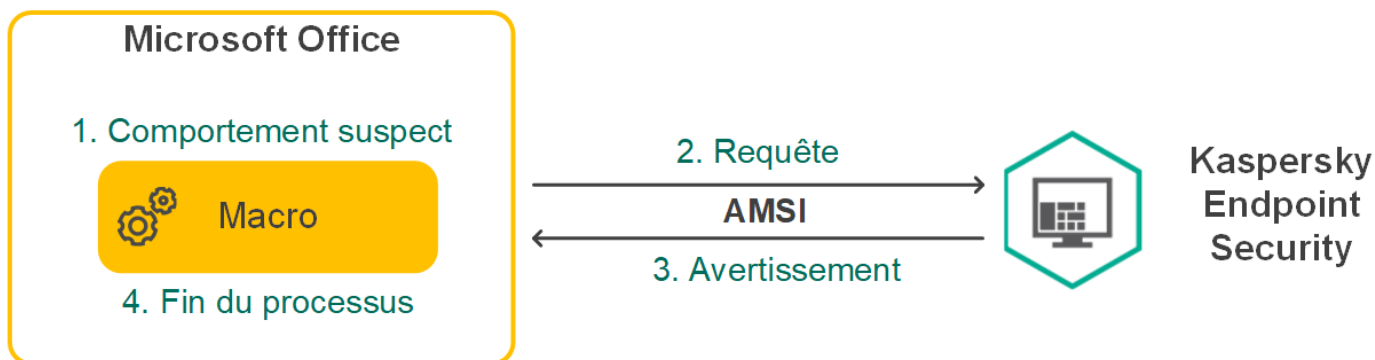 Microsoft Office
1. Comportement suspect
Macro
4. Fin du processus
2. Requête
AMSI
3. Avertissement
Kaspersky
Endpoint
Security